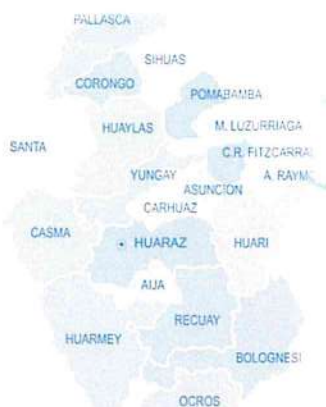 PALLASCA
SIHUAS
CORONGO
POMABAMBA
HUAYLAS
M. LUZURRIAGA
SANTA
C.R. FITZCARRA
YUNGAY
A. RAYM
ASUNCION
CARHUAZ
CASMA
HUARAZ
HUARI
AIJA
RECUAY
HUARMEY
BOLOGNESI
OCROS